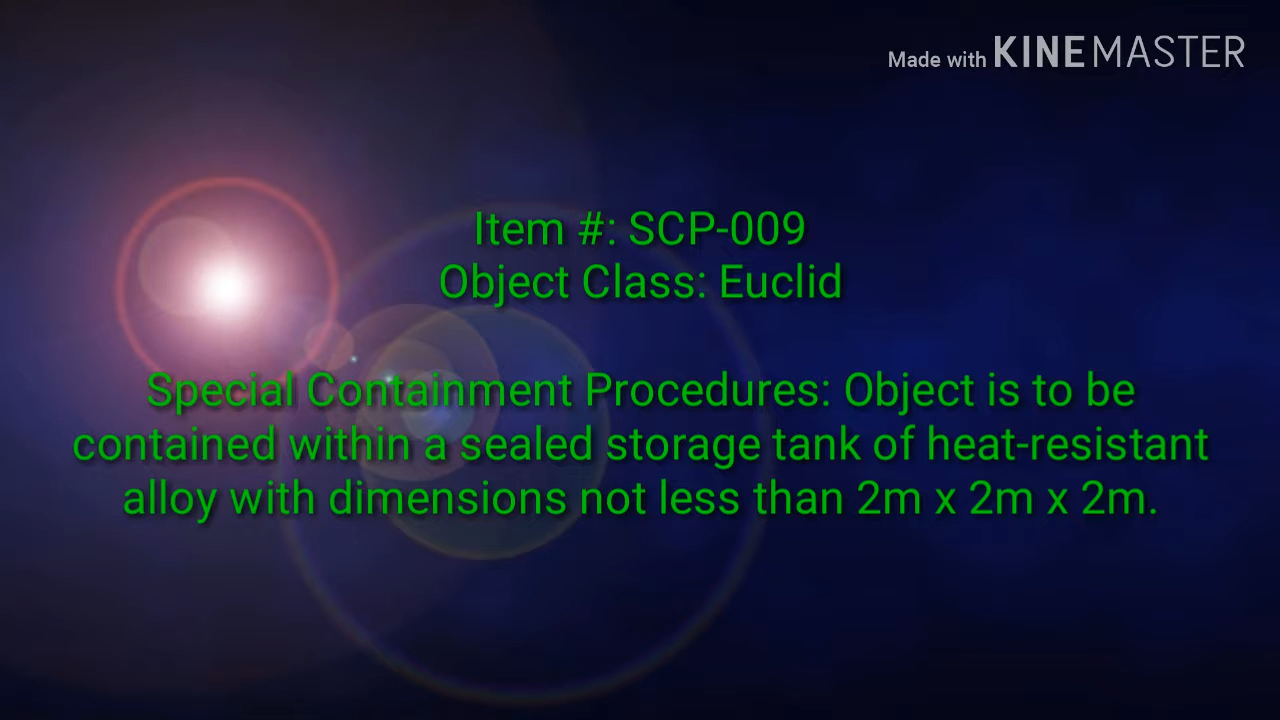 Made with KINEMASTER
Item #: SCP-009
Object Class: Euclid
Special Containment Procedures: Object is to be
contained within a sealed storage tank of heat-resistant
alloy with dimensions not less than 2m x 2m x 2m.